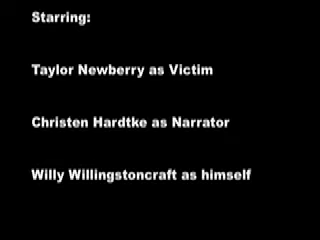 Starring:
Taylor Newberry as Victim
Christen Hardtke as Narrator
Willy Willingstoncraft as himself